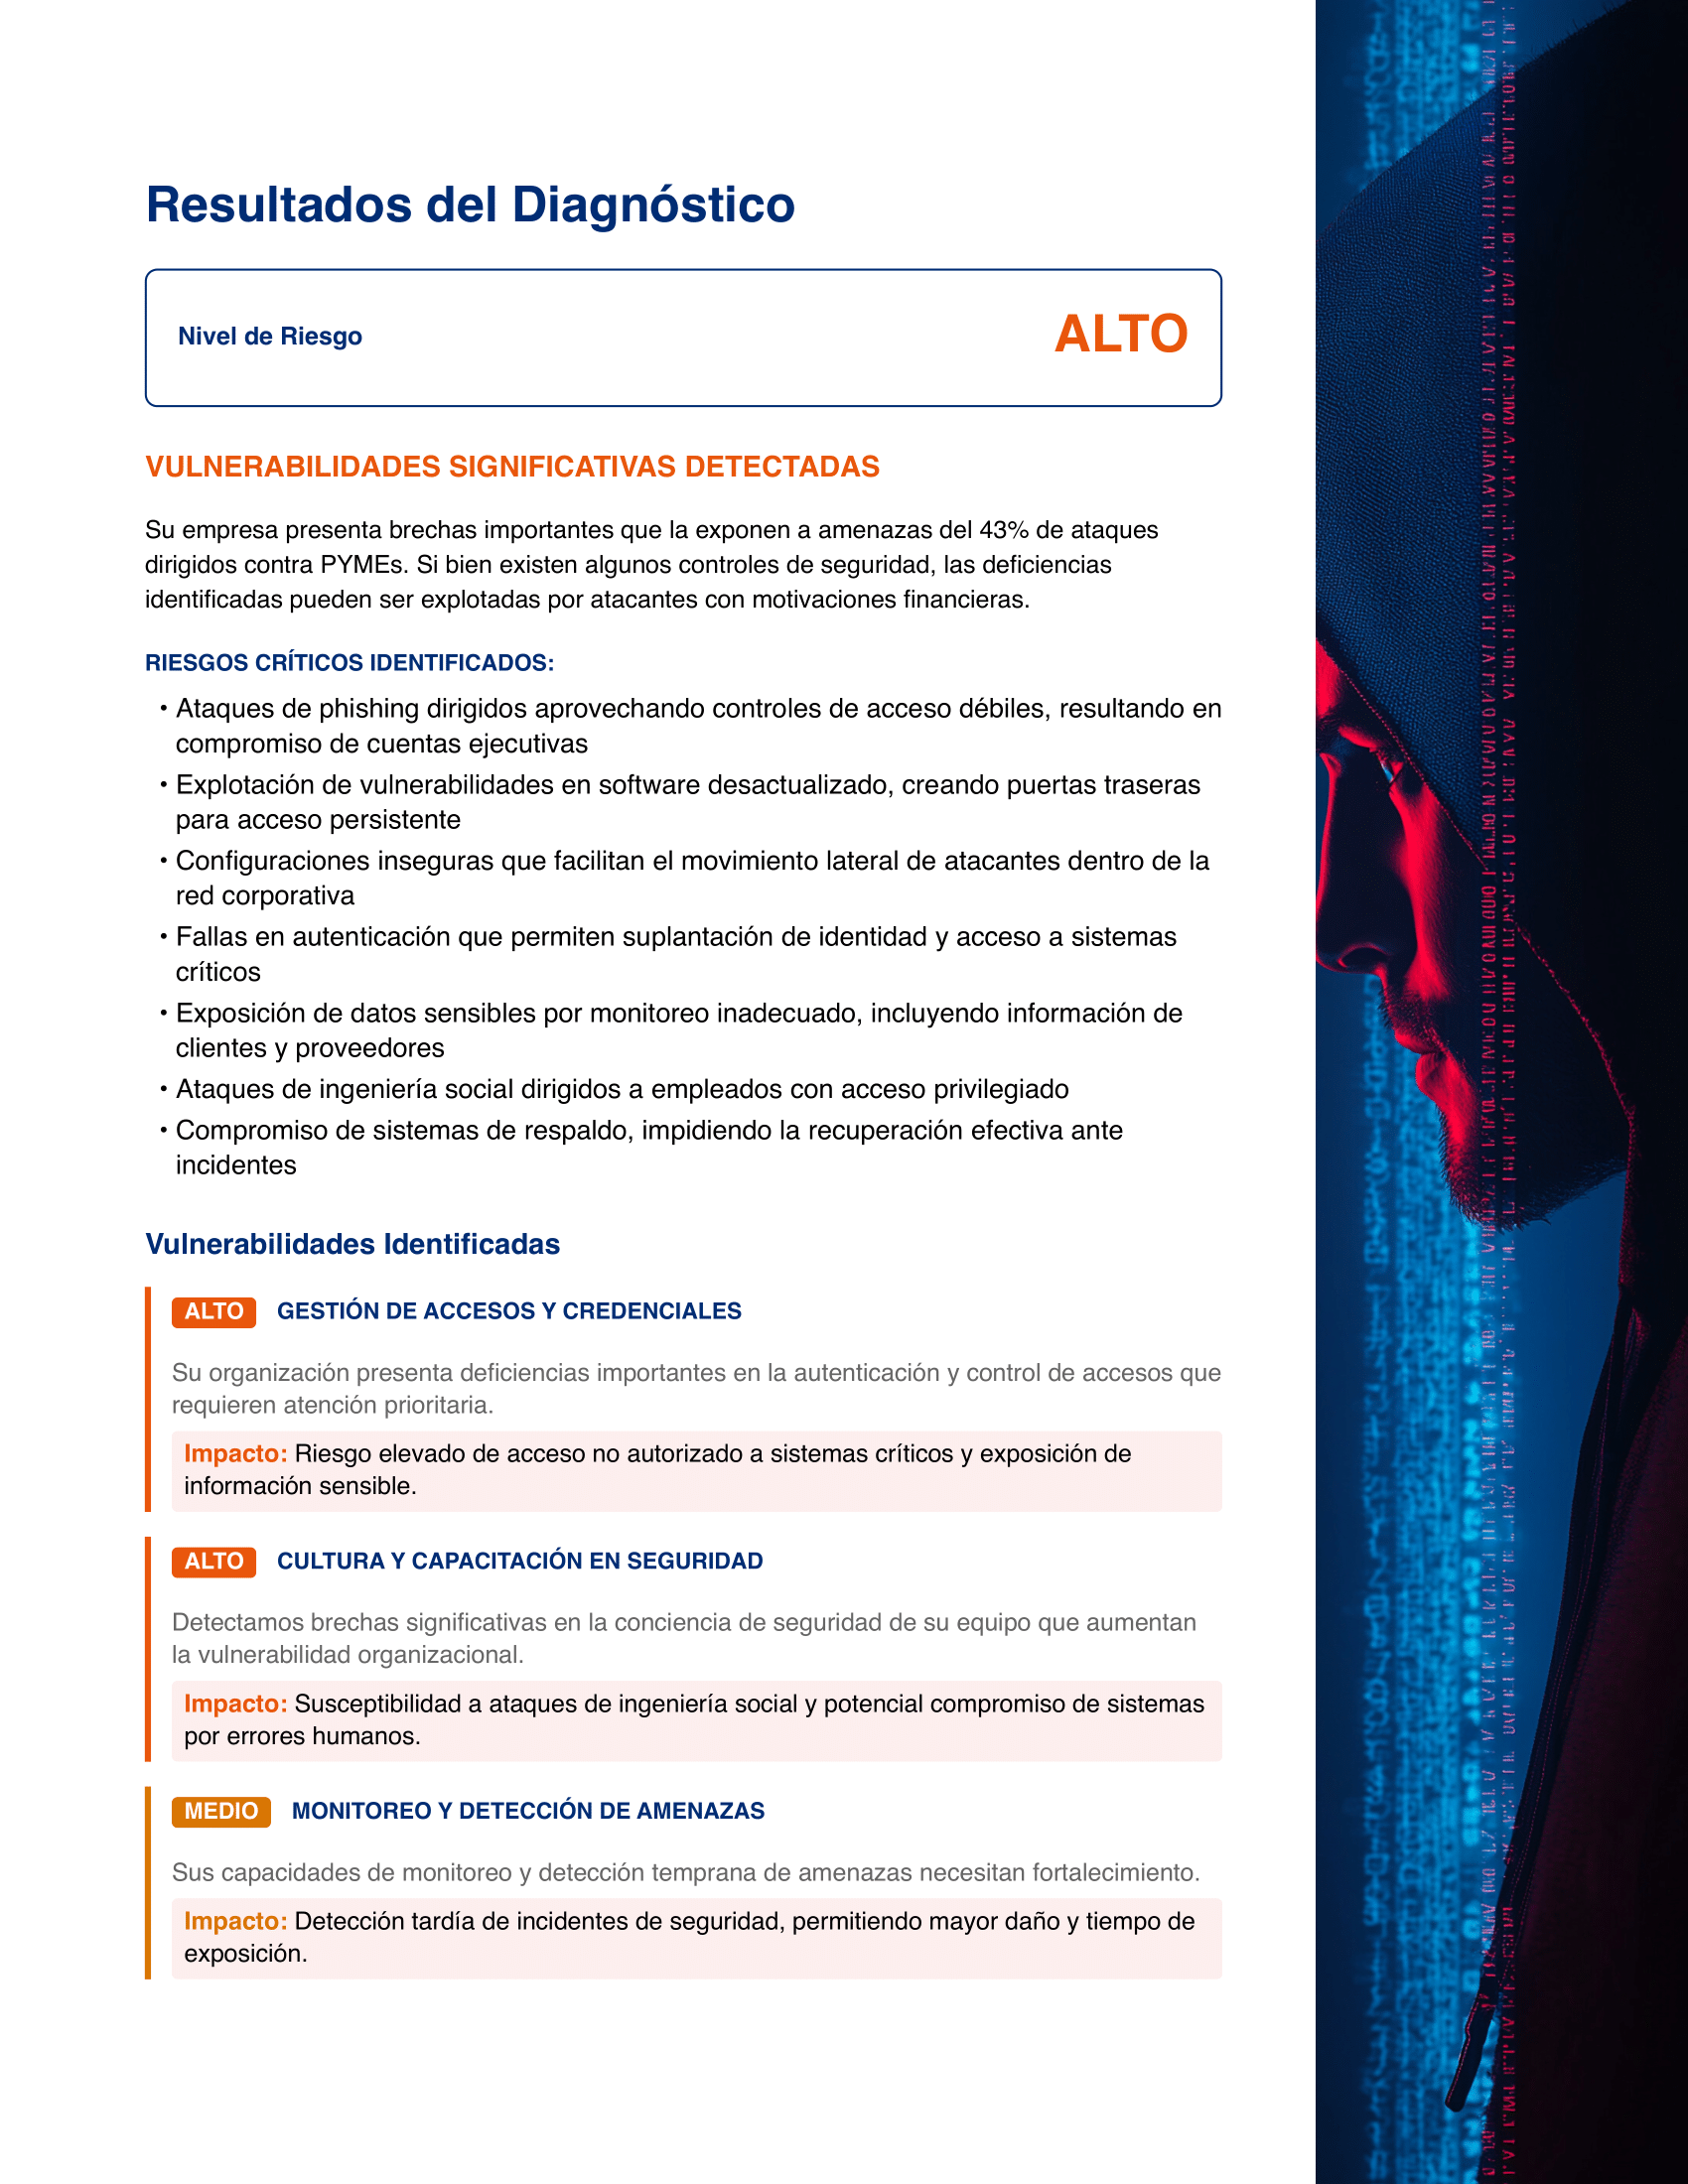 Resultados del Diagnóstico
Nivel de Riesgo
ALTO
VULNERABILIDADES SIGNIFICATIVAS DETECTADAS
Su empresa presenta brechas importantes que la exponen a amenazas del 43% de ataques
dirigidos contra PYMEs. Si bien existen algunos controles de seguridad, las deficiencias
identificadas pueden ser explotadas por atacantes con motivaciones financieras.
RIESGOS CRÍTICOS IDENTIFICADOS:
• Ataques de phishing dirigidos aprovechando controles de acceso débiles, resultando en
compromiso de cuentas ejecutivas
• Explotación de vulnerabilidades en software desactualizado, creando puertas traseras
para acceso persistente
• Configuraciones inseguras que facilitan el movimiento lateral de atacantes dentro de la
red corporativa
• Fallas en autenticación que permiten suplantación de identidad y acceso a sistemas
críticos
• Exposición de datos sensibles por monitoreo inadecuado, incluyendo información de
clientes y proveedores
• Ataques de ingeniería social dirigidos a empleados con acceso privilegiado
• Compromiso de sistemas de respaldo, impidiendo la recuperación efectiva ante
incidentes
Vulnerabilidades Identificadas
ALTO GESTIÓN DE ACCESOS Y CREDENCIALES
Su organización presenta deficiencias importantes en la autenticación y control de accesos que
requieren atención prioritaria.
Impacto: Riesgo elevado de acceso no autorizado a sistemas críticos y exposición de
información sensible.
ALTO CULTURA Y CAPACITACIÓN EN SEGURIDAD
Detectamos brechas significativas en la conciencia de seguridad de su equipo que aumentan
la vulnerabilidad organizacional.
Impacto: Susceptibilidad a ataques de ingeniería social y potencial compromiso de sistemas
por errores humanos.
MEDIO MONITOREO Y DETECCIÓN DE AMENAZAS
Sus capacidades de monitoreo y detección temprana de amenazas necesitan fortalecimiento.
Impacto: Detección tardía de incidentes de seguridad, permitiendo mayor daño y tiempo de
exposición.